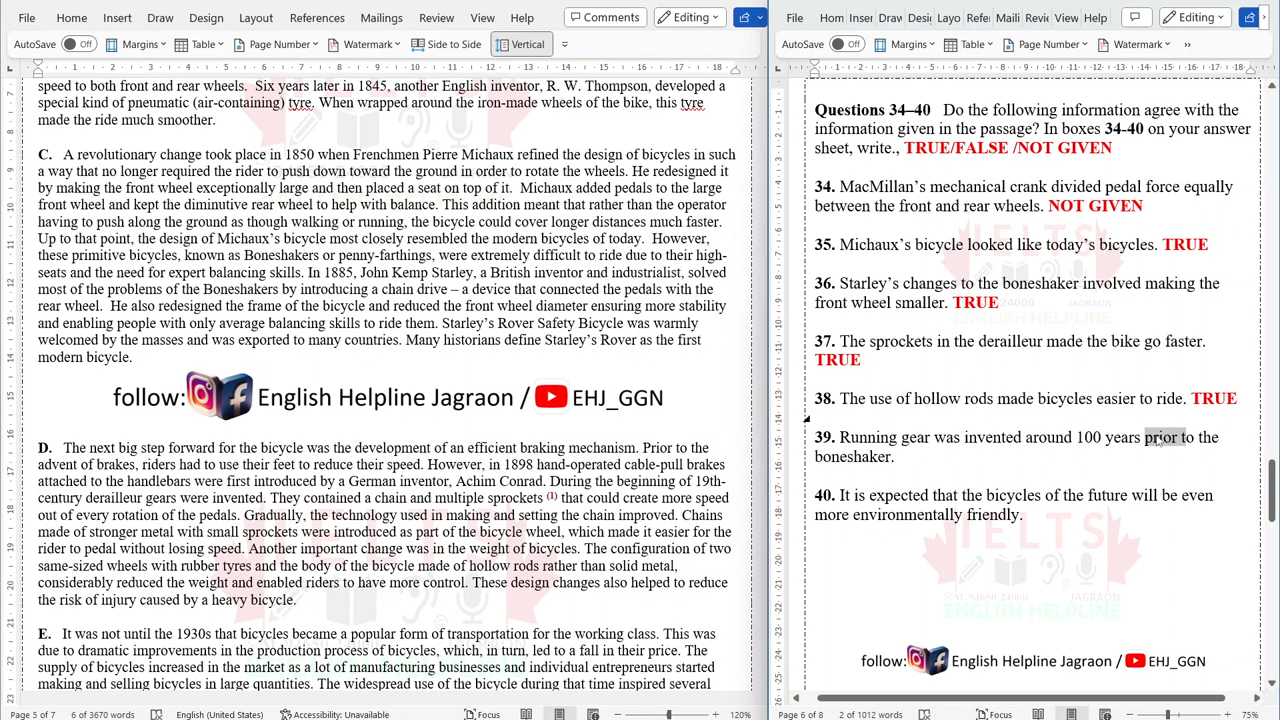 File Home Insert Draw Design Layout References Mailings Review View Help Comments Editing
AutoSave Off Margins Table Page Number Watermark Side to Side Vertical
speed to both front and rear wheels. Six years later in 1845, another English inventor, R. W. Thompson, developed a
special kind of pneumatic (air-containing) tyre. When wrapped around the iron-made wheels of the bike, this tyre
made the ride much smoother.
C. A revolutionary change took place in 1850 when Frenchmen Pierre Michaux refined the design of bicycles in such
a way that no longer required the rider to push down toward the ground in order to rotate the wheels. He redesigned it
by making the front wheel exceptionally large and then placed a seat on top of it. Michaux added pedals to the large
front wheel and kept the diminutive rear wheel to help with balance. This addition meant that rather than the operator
having to push along the ground as though walking or running, the bicycle could cover longer distances much faster.
Up to that point, the design of Michaux's bicycle most closely resembled the modern bicycles of today. However,
these primitive bicycles, known as Boneshakers or penny-farthings, were extremely difficult to ride due to their high-
seats and the need for expert balancing skills. In 1885, John Kemp Starley, a British inventor and industrialist, solved
most of the problems of the Boneshakers by introducing a chain drive – a device that connected the pedals with the
rear wheel. He also redesigned the frame of the bicycle and reduced the front wheel diameter ensuring more stability
and enabling people with only average balancing skills to ride them. Starley's Rover Safety Bicycle was warmly
welcomed by the masses and was exported to many countries. Many historians define Starley's Rover as the first
modern bicycle.
follow: English Helpline Jagraon / EHJ_GGN
D. The next big step forward for the bicycle was the development of an efficient braking mechanism. Prior to the
advent of brakes, riders had to use their feet to reduce their speed. However, in 1898 hand-operated cable-pull brakes
attached to the handlebars were first introduced by a German inventor, Achim Conrad. During the beginning of 19th-
century derailleur gears were invented. They contained a chain and multiple sprockets (1) that could create more speed
out of every rotation of the pedals. Gradually, the technology used in making and setting the chain improved. Chains
made of stronger metal with small sprockets were introduced as part of the bicycle wheel, which made it easier for the
rider to pedal without losing speed. Another important change was in the weight of bicycles. The configuration of two
same-sized wheels with rubber tyres and the body of the bicycle made of hollow rods rather than solid metal,
considerably reduced the weight and enabled riders to have more control. These design changes also helped to reduce
the risk of injury caused by a heavy bicycle.
E. It was not until the 1930s that bicycles became a popular form of transportation for the working class. This was
due to dramatic improvements in the production process of bicycles, which, in turn, led to a fall in their price. The
supply of bicycles increased in the market as a lot of manufacturing businesses and individual entrepreneurs started
making and selling bicycles in large quantities. The widespread use of the bicycle during that time inspired several
Page 5 of 7 6 of 3670 words English (United States) Accessibility: Unavailable Focus 120%
File Hom Inser Draw Desig Layo Refer Maili Revie View Help Editing
AutoSave Off Margins Table Page Number Watermark
Questions 34–40 Do the following information agree with the
information given in the passage? In boxes 34-40 on your answer
sheet, write., TRUE/FALSE /NOT GIVEN
34. MacMillan's mechanical crank divided pedal force equally
between the front and rear wheels. NOT GIVEN
35. Michaux's bicycle looked like today's bicycles. TRUE
36. Starley's changes to the boneshaker involved making the
front wheel smaller. TRUE
37. The sprockets in the derailleur made the bike go faster.
TRUE
38. The use of hollow rods made bicycles easier to ride. TRUE
39. Running gear was invented around 100 years prior to the
boneshaker.
40. It is expected that the bicycles of the future will be even
more environmentally friendly.
IELTS
JAGRAON
ENGLISH HELPLINE
follow: English Helpline Jagraon / EHJ_GGN
Page 6 of 8 2 of 1012 words Focus 75%